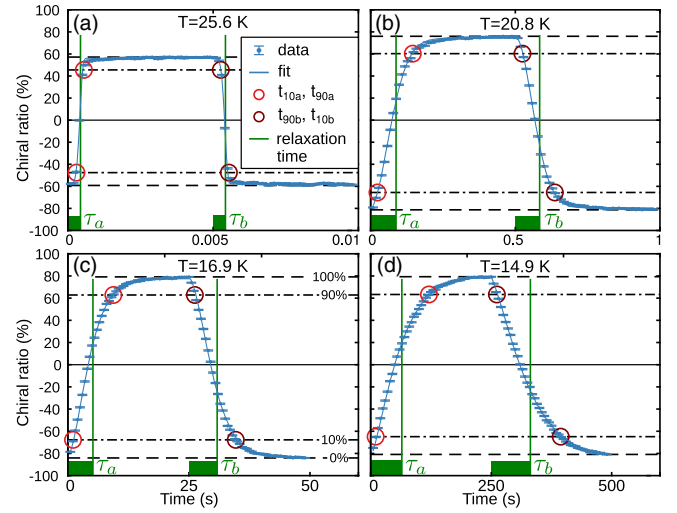 (a)
T=25.6 K
Chiral ratio (%)
100
80
60
40
20
0
-20
-40
-60
-80
-100
data
fit
t10a, t90a
t90b, t10b
relaxation
time
τa
τb
0
0.005
0.01
(b)
T=20.8 K
τa
τb
0
0.5
1
(c)
T=16.9 K
Chiral ratio (%)
80
60
40
20
0
-20
-40
-60
-80
-100
100%
90%
10%
0%
τa
τb
0
25
50
Time (s)
(d)
T=14.9 K
τa
τb
0
250
500
Time (s)